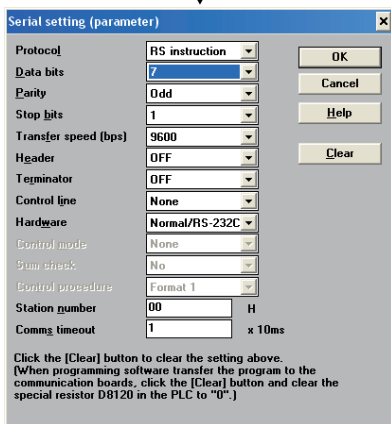 Serial setting (parameter)
Protocol RS instruction OK
Data bits 7 Cancel
Parity Odd
Stop bits 1 Help
Transfer speed (bps) 9600
Header OFF Clear
Terminator OFF
Control line None
Hardware Normal/RS-232C
Control mode None
Sum check No
Control procedure Format 1
Station number 00 H
Comms timeout 1 x 10ms
Click the [Clear] button to clear the setting above.
(When programming software transfer the program to the
communication boards, click the [Clear] button and clear the
special resistor D8120 in the PLC to "0".)